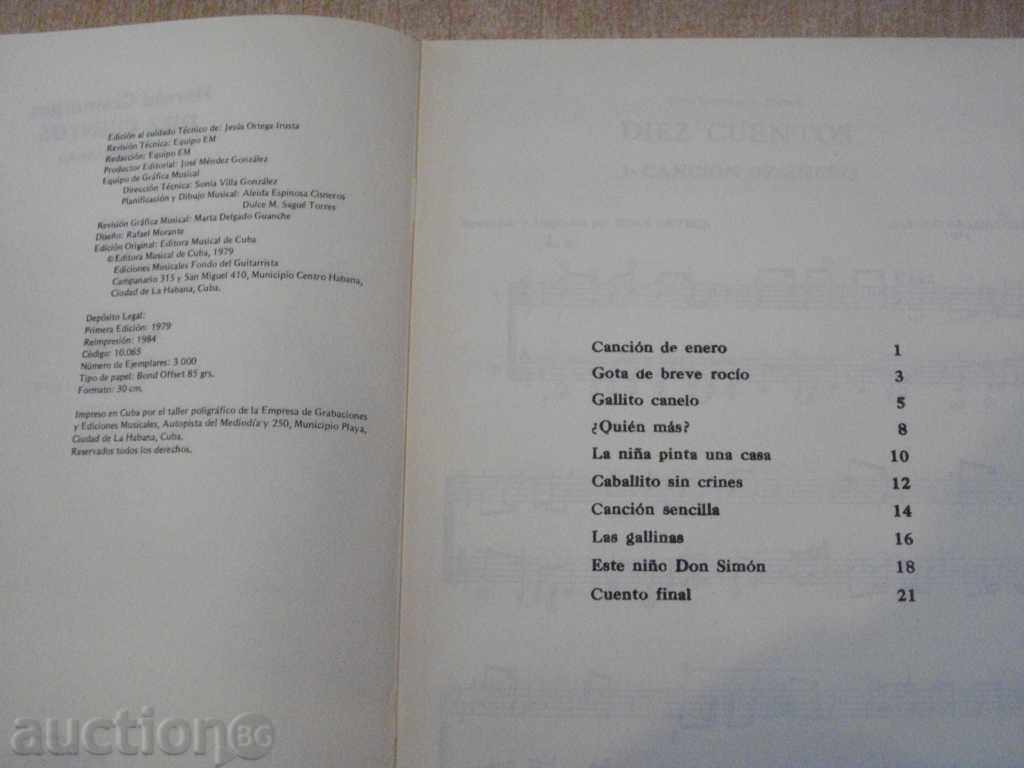 Edición al cuidado Técnico de: Jesús Ortega Irusta
Revisión Técnica: Equipo EM
Redacción: Equipo EM
Productor Editorial: José Méndez González
Equipo de Gráfica Musical
Dirección Técnica: Sonia Villa González
Planificación y Dibujo Musical: Aleida Espinosa Cisneros
Dulce M. Sagué Torres
Revisión Gráfica Musical: Marta Delgado Guanche
Diseño: Rafael Morante
Edición Original: Editora Musical de Cuba
©Editora Musical de Cuba, 1979
Ediciones Musicales Fondo del Guitarrista
Campanario 315 y San Miguel 410, Municipio Centro Habana,
Ciudad de La Habana, Cuba.
Depósito Legal:
Primera Edición: 1979
Reimpresión: 1984
Código: 10.065
Número de Ejemplares: 3 000
Tipo de papel: Bond Offset 85 grs.
Formato: 30 cm.
Impreso en Cuba por el taller poligráfico de la Empresa de Grabaciones
y Ediciones Musicales, Autopista del Mediodía y 250, Municipio Playa,
Ciudad de La Habana, Cuba.
Reservados todos los derechos.
DIEZ CUENTOS
Canción de enero 1
Gota de breve rocío 3
Gallito canelo 5
¿Quién más? 8
La niña pinta una casa 10
Caballito sin crines 12
Canción sencilla 14
Las gallinas 16
Este niño Don Simón 18
Cuento final 21
auction BG